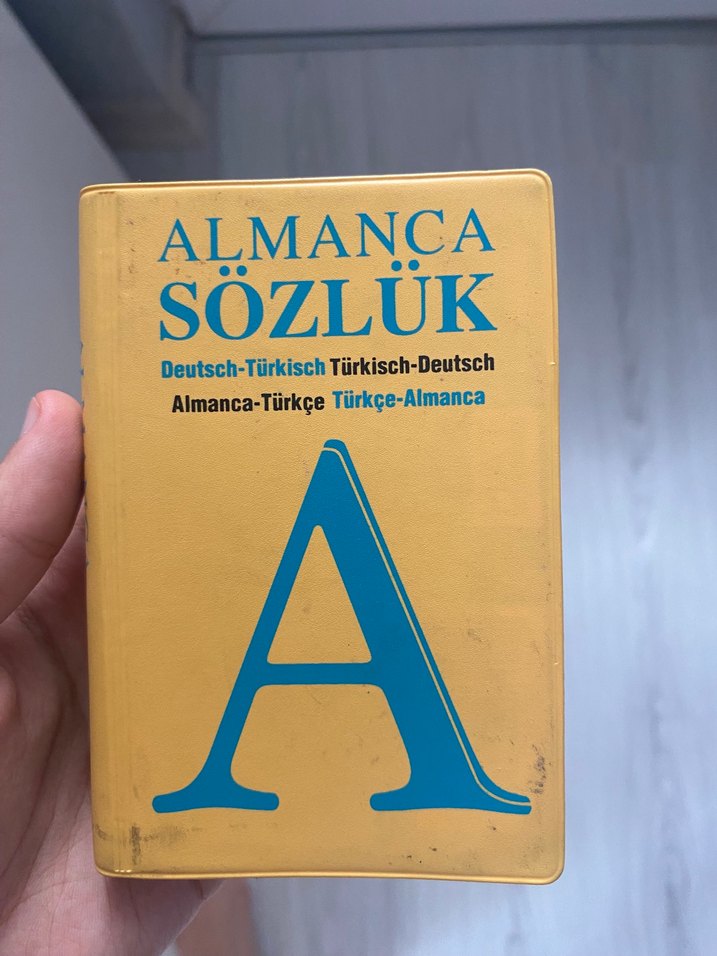 ALMANCA
SÖZLÜK
Deutsch-Türkisch Türkisch-Deutsch
Almanca-Türkçe Türkçe-Almanca
A